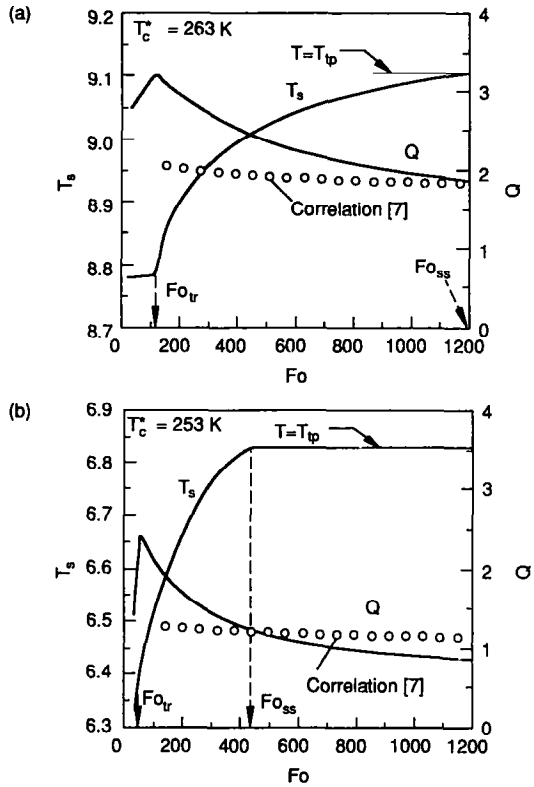 (a)
T*c = 263 K
9.2
9.1
9.0
8.9
8.8
8.7
Ts
4
3
2
1
0
Q
T=Ttp
Ts
Q
Correlation [7]
Fotr
Foss
0 200 400 600 800 1000 1200
Fo
(b)
T*c = 253 K
6.9
6.8
6.7
6.6
6.5
6.4
6.3
Ts
4
3
2
1
0
Q
T=Ttp
Ts
Q
Correlation [7]
Fotr
Foss
0 200 400 600 800 1000 1200
Fo